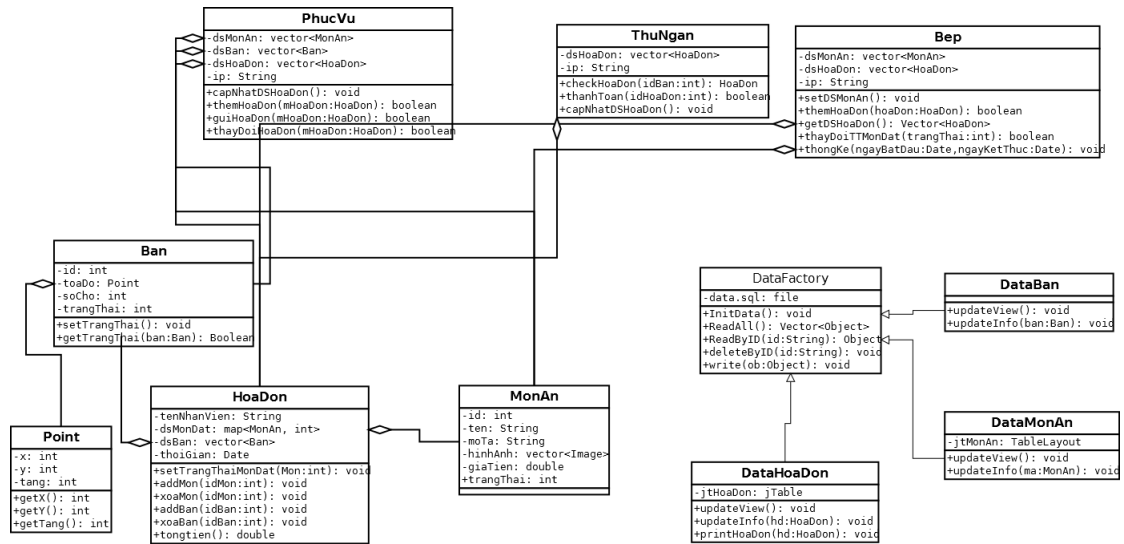 PhucVu
-dsMonAn: vector<MonAn>
-dsBan: vector<Ban>
-dsHoaDon: vector<HoaDon>
-ip: String
+capNhatDSHoaDon(): void
+themHoaDon(mHoaDon:HoaDon): boolean
+guiHoaDon(mHoaDon:HoaDon): boolean
+thayDoiHoaDon(mHoaDon:HoaDon): boolean
ThuNgan
-dsHoaDon: vector<HoaDon>
-ip: String
+checkHoaDon(idBan:int): HoaDon
+thanhToan(idHoaDon:int): boolean
+capNhatDSHoaDon(): void
Bep
-dsMonAn: vector<MonAn>
-dsHoaDon: vector<HoaDon>
-ip: String
+setDSMonAn(): void
+themHoaDon(hoaDon:HoaDon): boolean
+getDSHoaDon(): Vector<HoaDon>
+thayDoiTTMonDat(trangThai:int): boolean
+thongKe(ngayBatDau:Date,ngayKetThuc:Date): void
Ban
-id: int
-toaDo: Point
-soCho: int
-trangThai: int
+setTrangThai(): void
+getTrangThai(ban:Ban): Boolean
DataFactory
-data.sql: file
+InitData(): void
+ReadAll(): Vector<Object>
+ReadByID(id:String): Object
+deleteByID(id:String): void
+write(ob:Object): void
DataBan
+updateView(): void
+updateInfo(ban:Ban): void
Point
-x: int
-y: int
-tang: int
+getX(): int
+getY(): int
+getTang(): int
HoaDon
-tenNhanVien: String
-dsMonDat: map<MonAn, int>
-dsBan: vector<Ban>
-thoiGian: Date
+setTrangThaiMonDat(Mon:int): void
+addMon(idMon:int): void
+xoaMon(idMon:int): void
+addBan(idBan:int): void
+xoaBan(idBan:int): void
+tongtien(): double
MonAn
-id: int
-ten: String
-moTa: String
-hinhAnh: vector<Image>
-giaTien: double
+trangThai: int
DataHoaDon
-jtHoaDon: jTable
+updateView(): void
+updateInfo(hd:HoaDon): void
+printHoaDon(hd:HoaDon): void
DataMonAn
-jtMonAn: TableLayout
+updateView(): void
+updateInfo(ma:MonAn): void